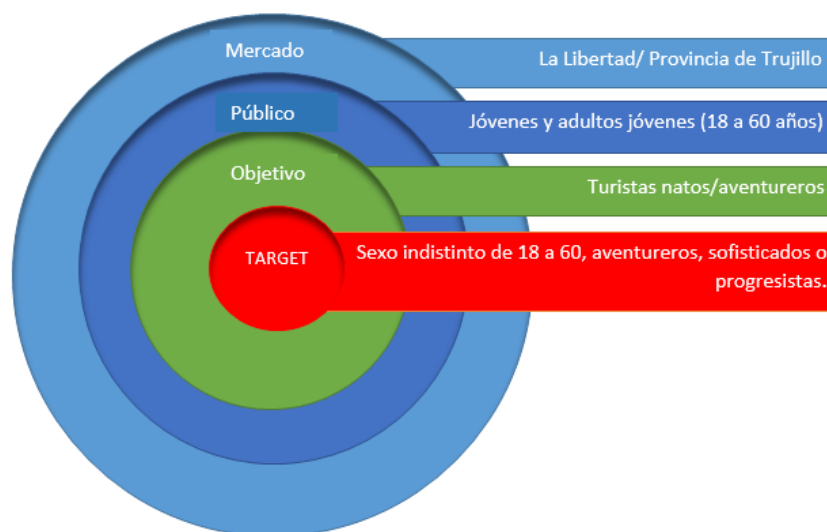 Mercado
La Libertad/ Provincia de Trujillo
Público
Jóvenes y adultos jóvenes (18 a 60 años)
Objetivo
Turistas natos/aventureros
TARGET
Sexo indistinto de 18 a 60, aventureros, sofisticados o
progresistas.